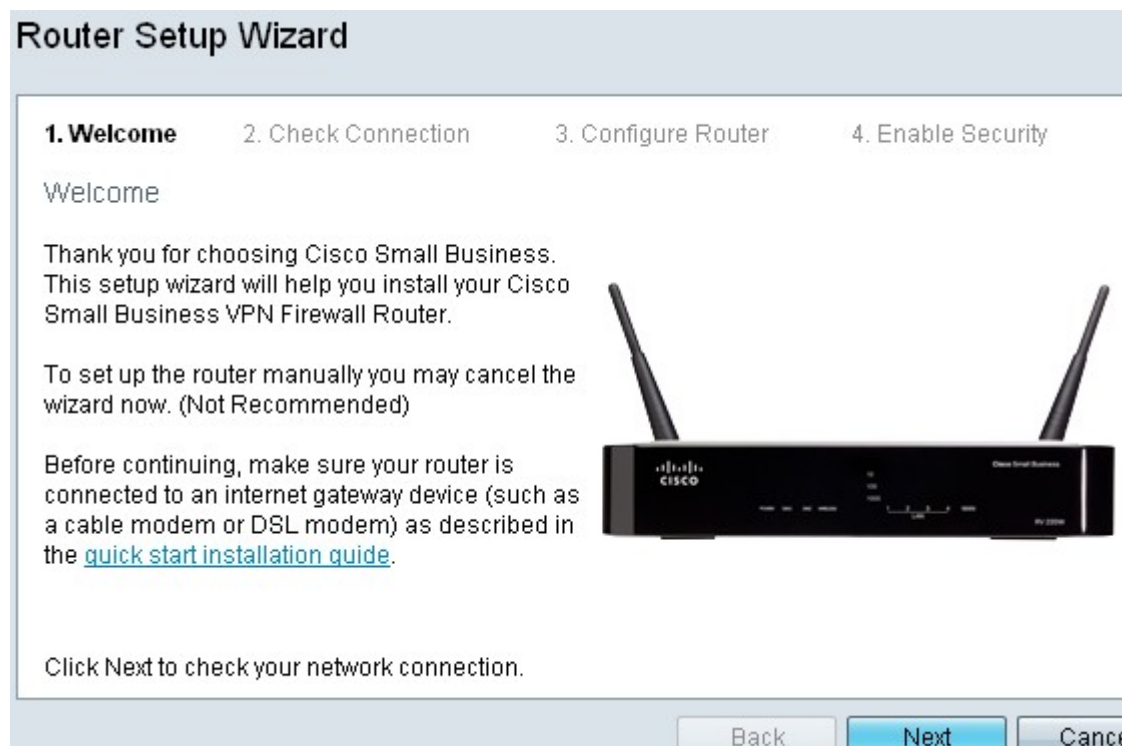 Router Setup Wizard
1. Welcome 2. Check Connection 3. Configure Router 4. Enable Security
Welcome
Thank you for choosing Cisco Small Business.
This setup wizard will help you install your Cisco
Small Business VPN Firewall Router.
To set up the router manually you may cancel the
wizard now. (Not Recommended)
Before continuing, make sure your router is
connected to an internet gateway device (such as
a cable modem or DSL modem) as described in
the quick start installation guide.
CISCO
Cisco Small Business
Click Next to check your network connection.
Back Next Cance